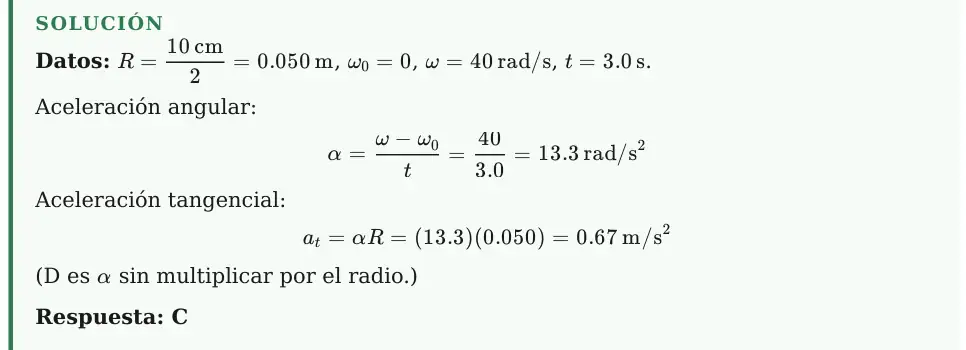 SOLUCIÓN
Datos: R = 10 cm / 2 = 0.050 m, ω₀ = 0, ω = 40 rad/s, t = 3.0 s.
Aceleración angular:
α = (ω − ω₀) / t = 40 / 3.0 = 13.3 rad/s²
Aceleración tangencial:
aₜ = αR = (13.3)(0.050) = 0.67 m/s²
(D es α sin multiplicar por el radio.)
Respuesta: C